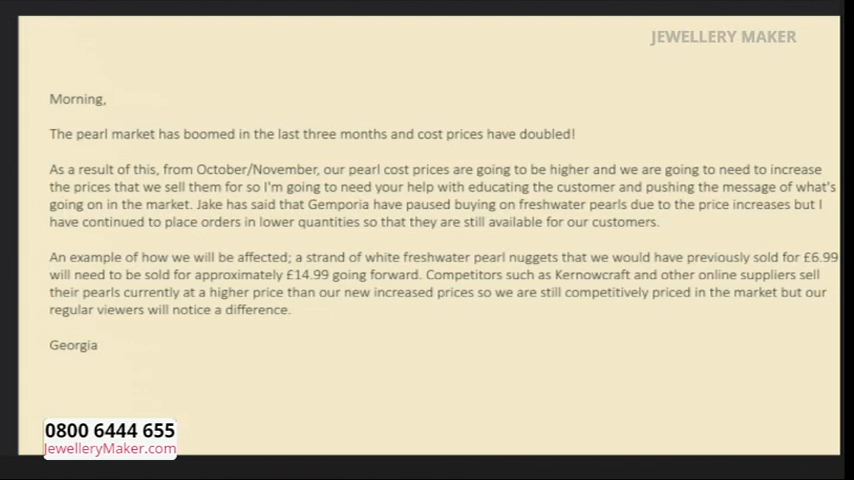 JEWELLERY MAKER
Morning,
The pearl market has boomed in the last three months and cost prices have doubled!
As a result of this, from October/November, our pearl cost prices are going to be higher and we are going to need to increase
the prices that we sell them for so I'm going to need your help with educating the customer and pushing the message of what's
going on in the market. Jake has said that Gemporia have paused buying on freshwater pearls due to the price increases but I
have continued to place orders in lower quantities so that they are still available for our customers.
An example of how we will be affected; a strand of white freshwater pearl nuggets that we would have previously sold for £6.99
will need to be sold for approximately £14.99 going forward. Competitors such as Kernowcraft and other online suppliers sell
their pearls currently at a higher price than our new increased prices so we are still competitively priced in the market but our
regular viewers will notice a difference.
Georgia
0800 6444 655
JewelleryMaker.com